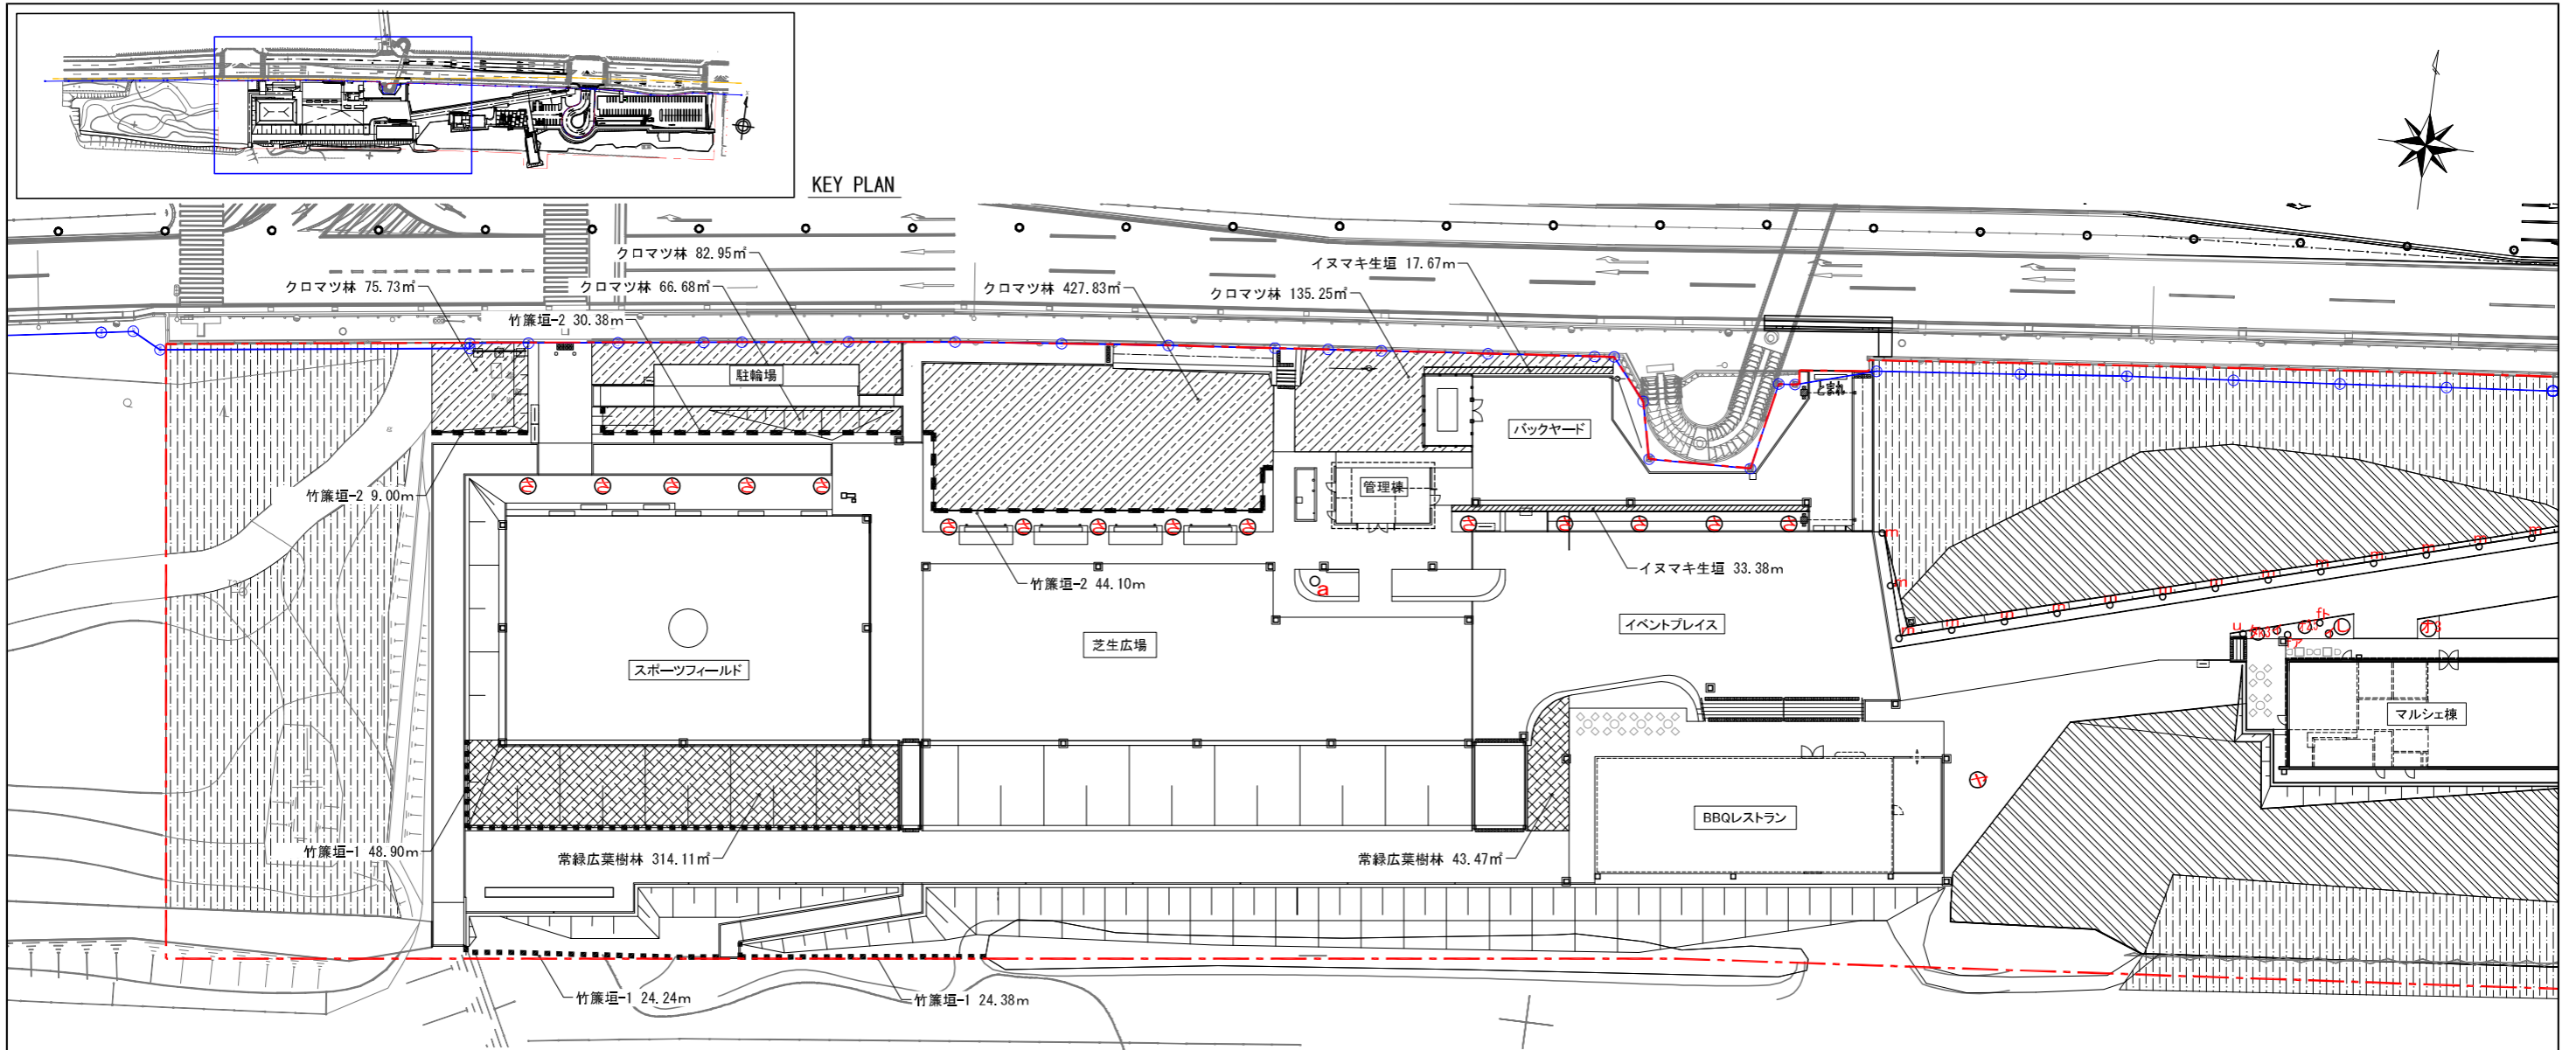 KEY PLAN
クロマツ林 82.95㎡
クロマツ林 75.73㎡
クロマツ林 66.68㎡
クロマツ林 427.83㎡
クロマツ林 135.25㎡
イヌマキ生垣 17.67m
竹簾垣-2 30.38m
駐輪場
とまれ
バックヤード
管理棟
竹簾垣-2 9.00m
竹簾垣-2 44.10m
イヌマキ生垣 33.38m
a
m
m
m
m
m
m
m
m
m
m
m
m
m
m
スポーツフィールド
芝生広場
イベントプレイス
マルシェ棟
BBQレストラン
竹簾垣-1 48.90m
常緑広葉樹林 314.11㎡
常緑広葉樹林 43.47㎡
竹簾垣-1 24.24m
竹簾垣-1 24.38m